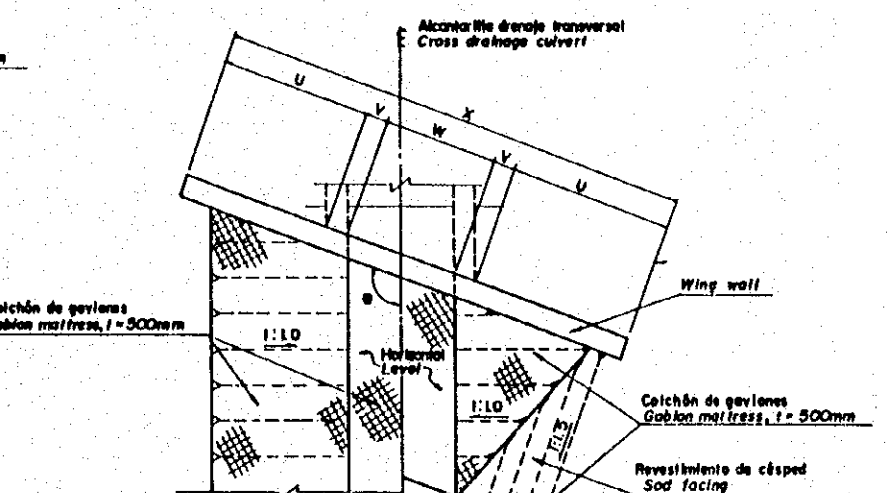 Alcantarilla drenaje transversal
Cross drainage culvert
X
U
V
W
V
U
Wing wall
Colchón de gaviones
Gabion mattress, t = 500mm
1:1.0
Horizontal
Level
1:1.0
Colchón de gaviones
Gabion mattress, t = 500mm
1:1.5
Revestimiento de césped
Sod facing